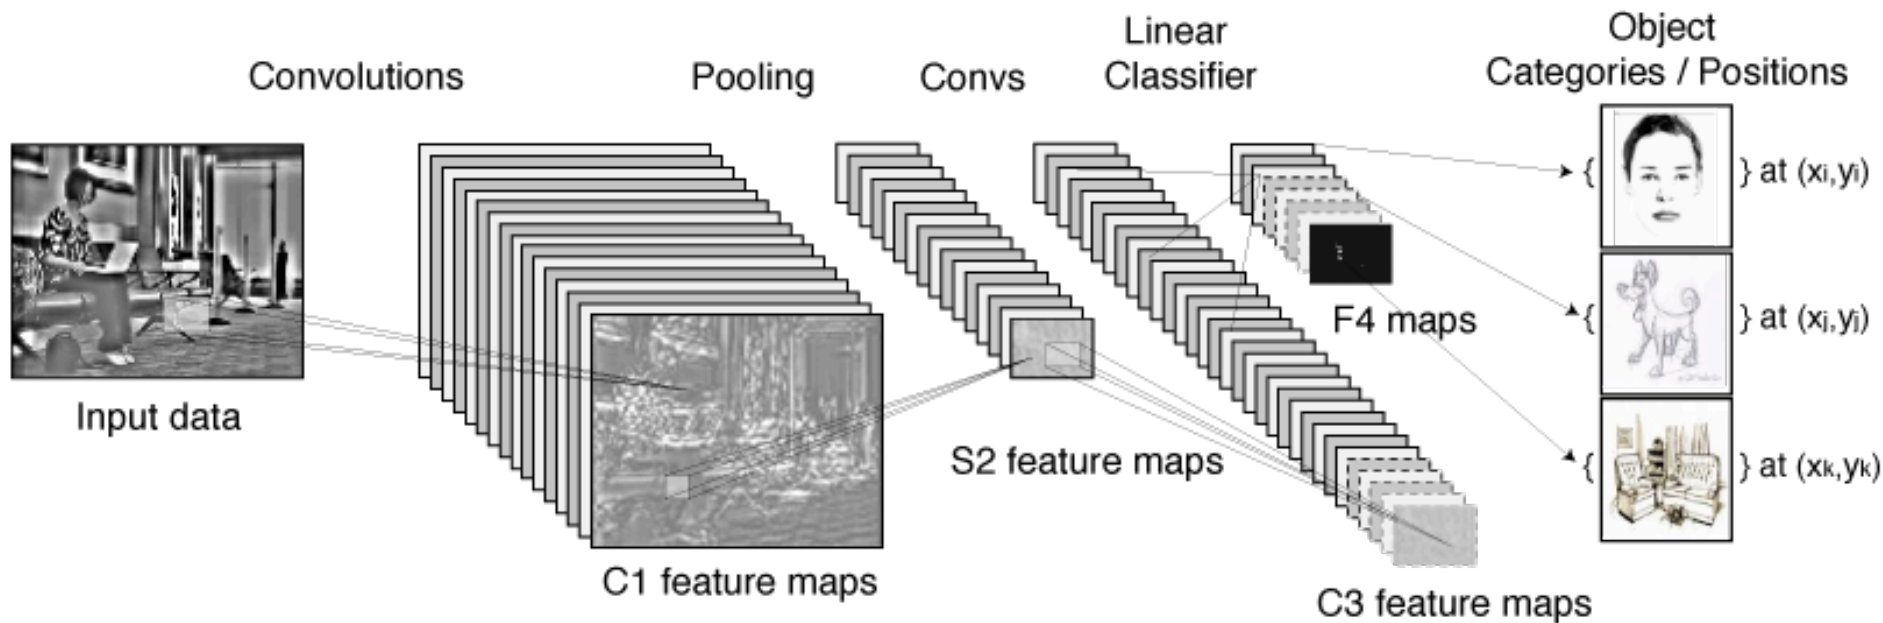 Convolutions
Pooling
Convs
Linear
Classifier
Object
Categories / Positions
Input data
C1 feature maps
S2 feature maps
C3 feature maps
F4 maps
{ } at (xi,yi)
{ } at (xj,yj)
{ } at (xk,yk)